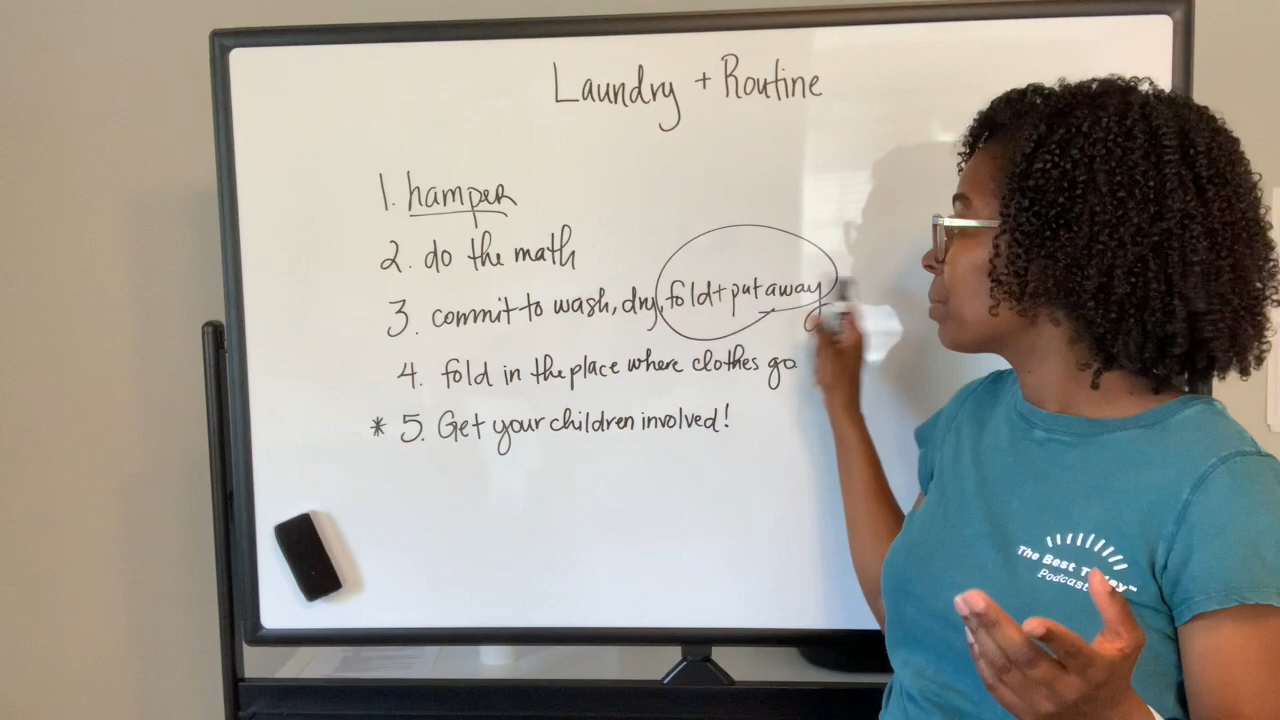 Laundry + Routine
1. hamper
2. do the math
3. commit to wash, dry, fold + put away
4. fold in the place where clothes go
* 5. Get your children involved!
The Best T
Podcast